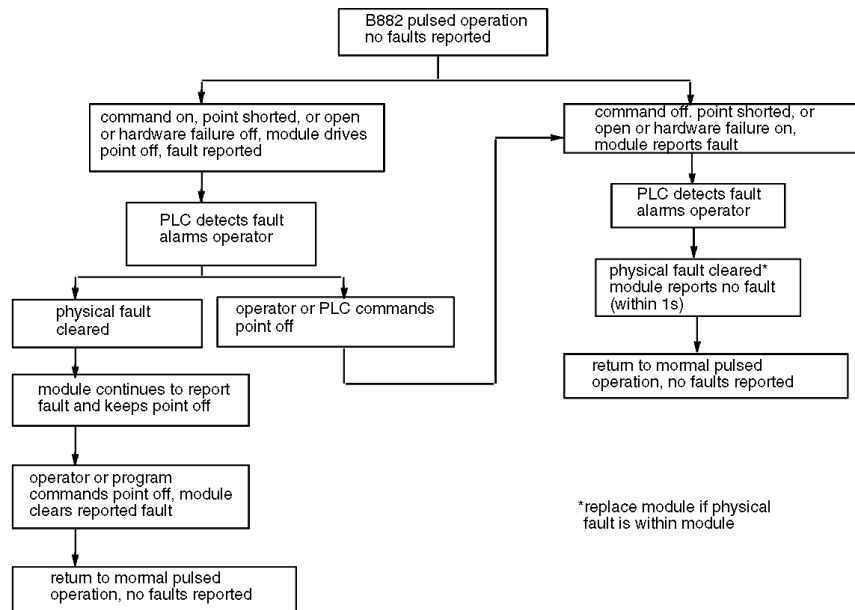 B882 pulsed operation
no faults reported
command on, point shorted, or open
or hardware failure off, module drives
point off, fault reported
PLC detects fault
alarms operator
physical fault
cleared
operator or PLC commands
point off
module continues to report
fault and keeps point off
operator or program
commands point off, module
clears reported fault
return to mormal pulsed
operation, no faults reported
command off. point shorted, or
open or hardware failure on,
module reports fault
PLC detects fault
alarms operator
physical fault cleared*
module reports no fault
(within 1s)
return to mormal pulsed
operation, no faults reported
*replace module if physical
fault is within module